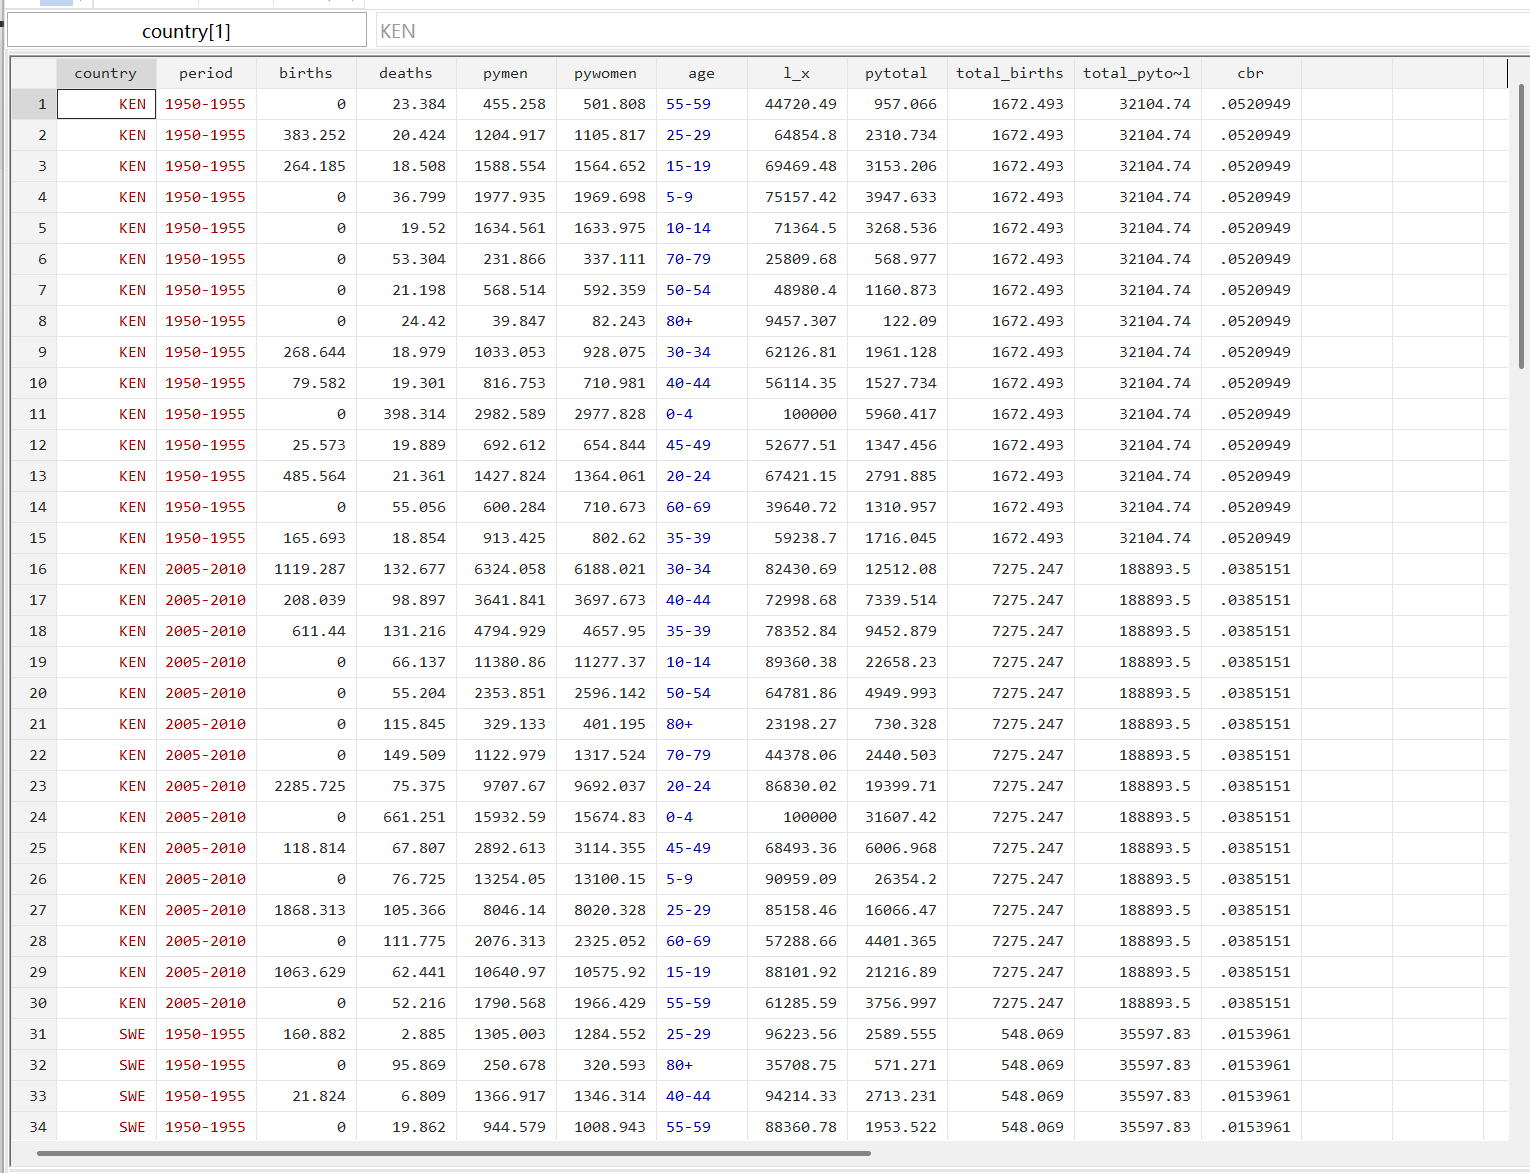 country[1] KEN
country period births deaths pymen pywomen age l_x pytotal total_births total_pyto~l cbr
1 KEN 1950-1955 0 23.384 455.258 501.808 55-59 44720.49 957.066 1672.493 32104.74 .0520949
2 KEN 1950-1955 383.252 20.424 1204.917 1105.817 25-29 64854.8 2310.734 1672.493 32104.74 .0520949
3 KEN 1950-1955 264.185 18.508 1588.554 1564.652 15-19 69469.48 3153.206 1672.493 32104.74 .0520949
4 KEN 1950-1955 0 36.799 1977.935 1969.698 5-9 75157.42 3947.633 1672.493 32104.74 .0520949
5 KEN 1950-1955 0 19.52 1634.561 1633.975 10-14 71364.5 3268.536 1672.493 32104.74 .0520949
6 KEN 1950-1955 0 53.304 231.866 337.111 70-79 25809.68 568.977 1672.493 32104.74 .0520949
7 KEN 1950-1955 0 21.198 568.514 592.359 50-54 48980.4 1160.873 1672.493 32104.74 .0520949
8 KEN 1950-1955 0 24.42 39.847 82.243 80+ 9457.307 122.09 1672.493 32104.74 .0520949
9 KEN 1950-1955 268.644 18.979 1033.053 928.075 30-34 62126.81 1961.128 1672.493 32104.74 .0520949
10 KEN 1950-1955 79.582 19.301 816.753 710.981 40-44 56114.35 1527.734 1672.493 32104.74 .0520949
11 KEN 1950-1955 0 398.314 2982.589 2977.828 0-4 100000 5960.417 1672.493 32104.74 .0520949
12 KEN 1950-1955 25.573 19.889 692.612 654.844 45-49 52677.51 1347.456 1672.493 32104.74 .0520949
13 KEN 1950-1955 485.564 21.361 1427.824 1364.061 20-24 67421.15 2791.885 1672.493 32104.74 .0520949
14 KEN 1950-1955 0 55.056 600.284 710.673 60-69 39640.72 1310.957 1672.493 32104.74 .0520949
15 KEN 1950-1955 165.693 18.854 913.425 802.62 35-39 59238.7 1716.045 1672.493 32104.74 .0520949
16 KEN 2005-2010 1119.287 132.677 6324.058 6188.021 30-34 82430.69 12512.08 7275.247 188893.5 .0385151
17 KEN 2005-2010 208.039 98.897 3641.841 3697.673 40-44 72998.68 7339.514 7275.247 188893.5 .0385151
18 KEN 2005-2010 611.44 131.216 4794.929 4657.95 35-39 78352.84 9452.879 7275.247 188893.5 .0385151
19 KEN 2005-2010 0 66.137 11380.86 11277.37 10-14 89360.38 22658.23 7275.247 188893.5 .0385151
20 KEN 2005-2010 0 55.204 2353.851 2596.142 50-54 64781.86 4949.993 7275.247 188893.5 .0385151
21 KEN 2005-2010 0 115.845 329.133 401.195 80+ 23198.27 730.328 7275.247 188893.5 .0385151
22 KEN 2005-2010 0 149.509 1122.979 1317.524 70-79 44378.06 2440.503 7275.247 188893.5 .0385151
23 KEN 2005-2010 2285.725 75.375 9707.67 9692.037 20-24 86830.02 19399.71 7275.247 188893.5 .0385151
24 KEN 2005-2010 0 661.251 15932.59 15674.83 0-4 100000 31607.42 7275.247 188893.5 .0385151
25 KEN 2005-2010 118.814 67.807 2892.613 3114.355 45-49 68493.36 6006.968 7275.247 188893.5 .0385151
26 KEN 2005-2010 0 76.725 13254.05 13100.15 5-9 90959.09 26354.2 7275.247 188893.5 .0385151
27 KEN 2005-2010 1868.313 105.366 8046.14 8020.328 25-29 85158.46 16066.47 7275.247 188893.5 .0385151
28 KEN 2005-2010 0 111.775 2076.313 2325.052 60-69 57288.66 4401.365 7275.247 188893.5 .0385151
29 KEN 2005-2010 1063.629 62.441 10640.97 10575.92 15-19 88101.92 21216.89 7275.247 188893.5 .0385151
30 KEN 2005-2010 0 52.216 1790.568 1966.429 55-59 61285.59 3756.997 7275.247 188893.5 .0385151
31 SWE 1950-1955 160.882 2.885 1305.003 1284.552 25-29 96223.56 2589.555 548.069 35597.83 .0153961
32 SWE 1950-1955 0 95.869 250.678 320.593 80+ 35708.75 571.271 548.069 35597.83 .0153961
33 SWE 1950-1955 21.824 6.809 1366.917 1346.314 40-44 94214.33 2713.231 548.069 35597.83 .0153961
34 SWE 1950-1955 0 19.862 944.579 1008.943 55-59 88360.78 1953.522 548.069 35597.83 .0153961